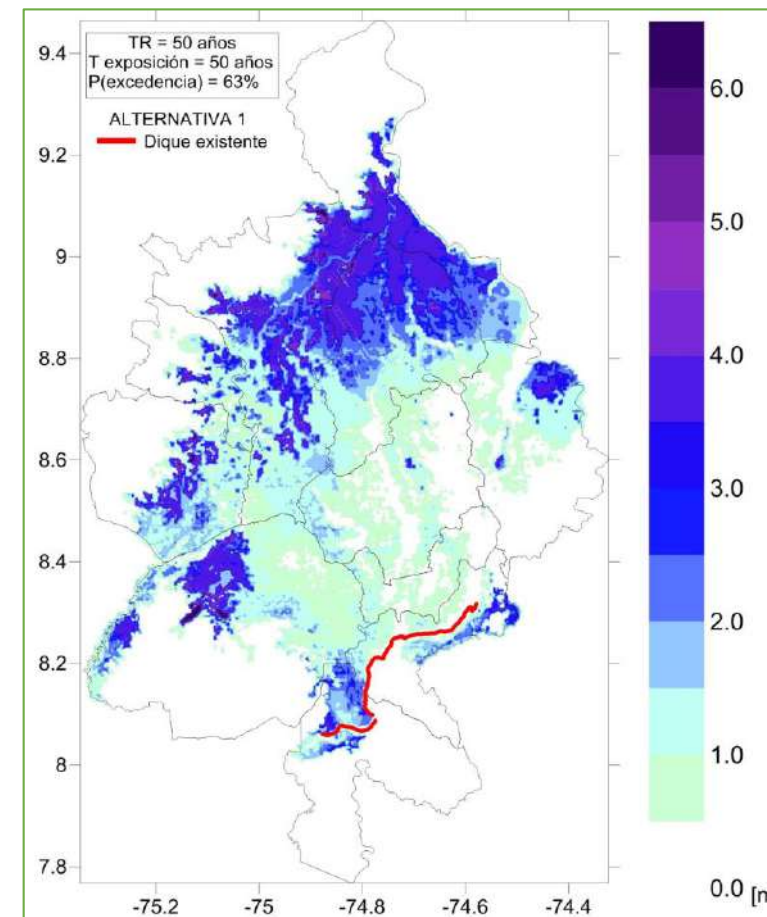 TR = 50 años
T exposición = 50 años
P(excedencia) = 63%
ALTERNATIVA 1
Dique existente
9.4
9.2
9
8.8
8.6
8.4
8.2
8
7.8
-75.2 -75 -74.8 -74.6 -74.4
6.0
5.0
4.0
3.0
2.0
1.0
0.0